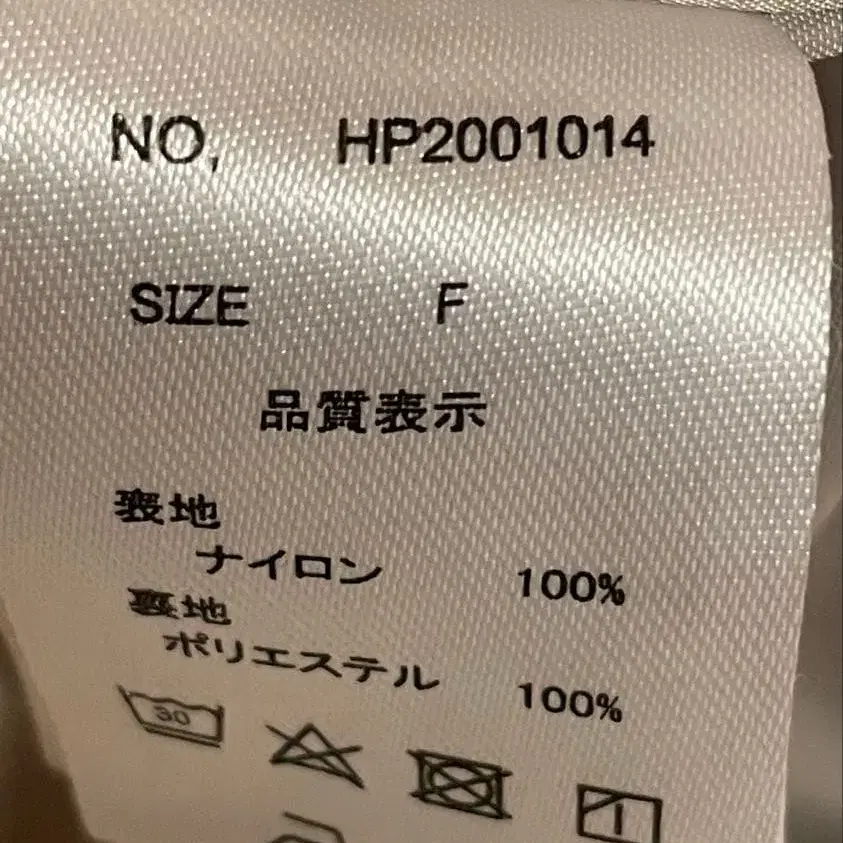 NO, HP2001014
SIZE F
品質表示
表地
ナイロン 100%
裏地
ポリエステル 100%
30